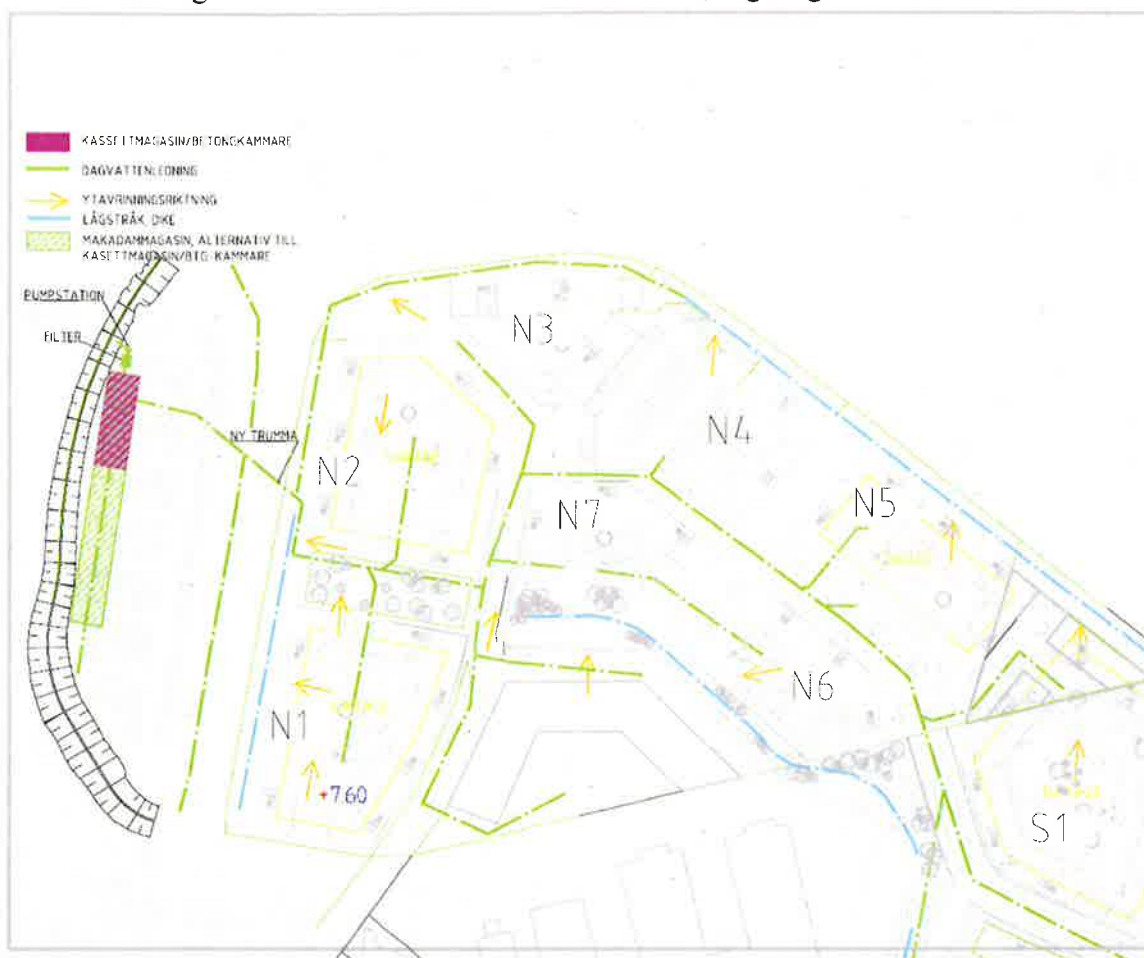 KASSETTMAGASIN/BETONGKAMMARE
DAGVATTENLEDNING
YTAVRINNINGSRIKTNING
LÅGSTRÅK, DIKE
MAKADAMMAGASIN, ALTERNATIV TILL
KASETTMAGASIN/BTG-KAMMARE
PUMPSTATION
FILTER
NY TRUMMA
N3
N4
N2
N5
N7
N6
N1
+7.60
S1